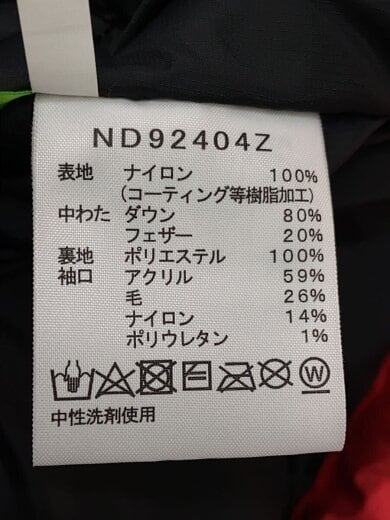 ND92404Z
表地 ナイロン 100%
(コーティング等樹脂加工)
中わた ダウン 80%
フェザー 20%
裏地 ポリエステル 100%
袖口 アクリル 59%
毛 26%
ナイロン 14%
ポリウレタン 1%
W
中性洗剤使用